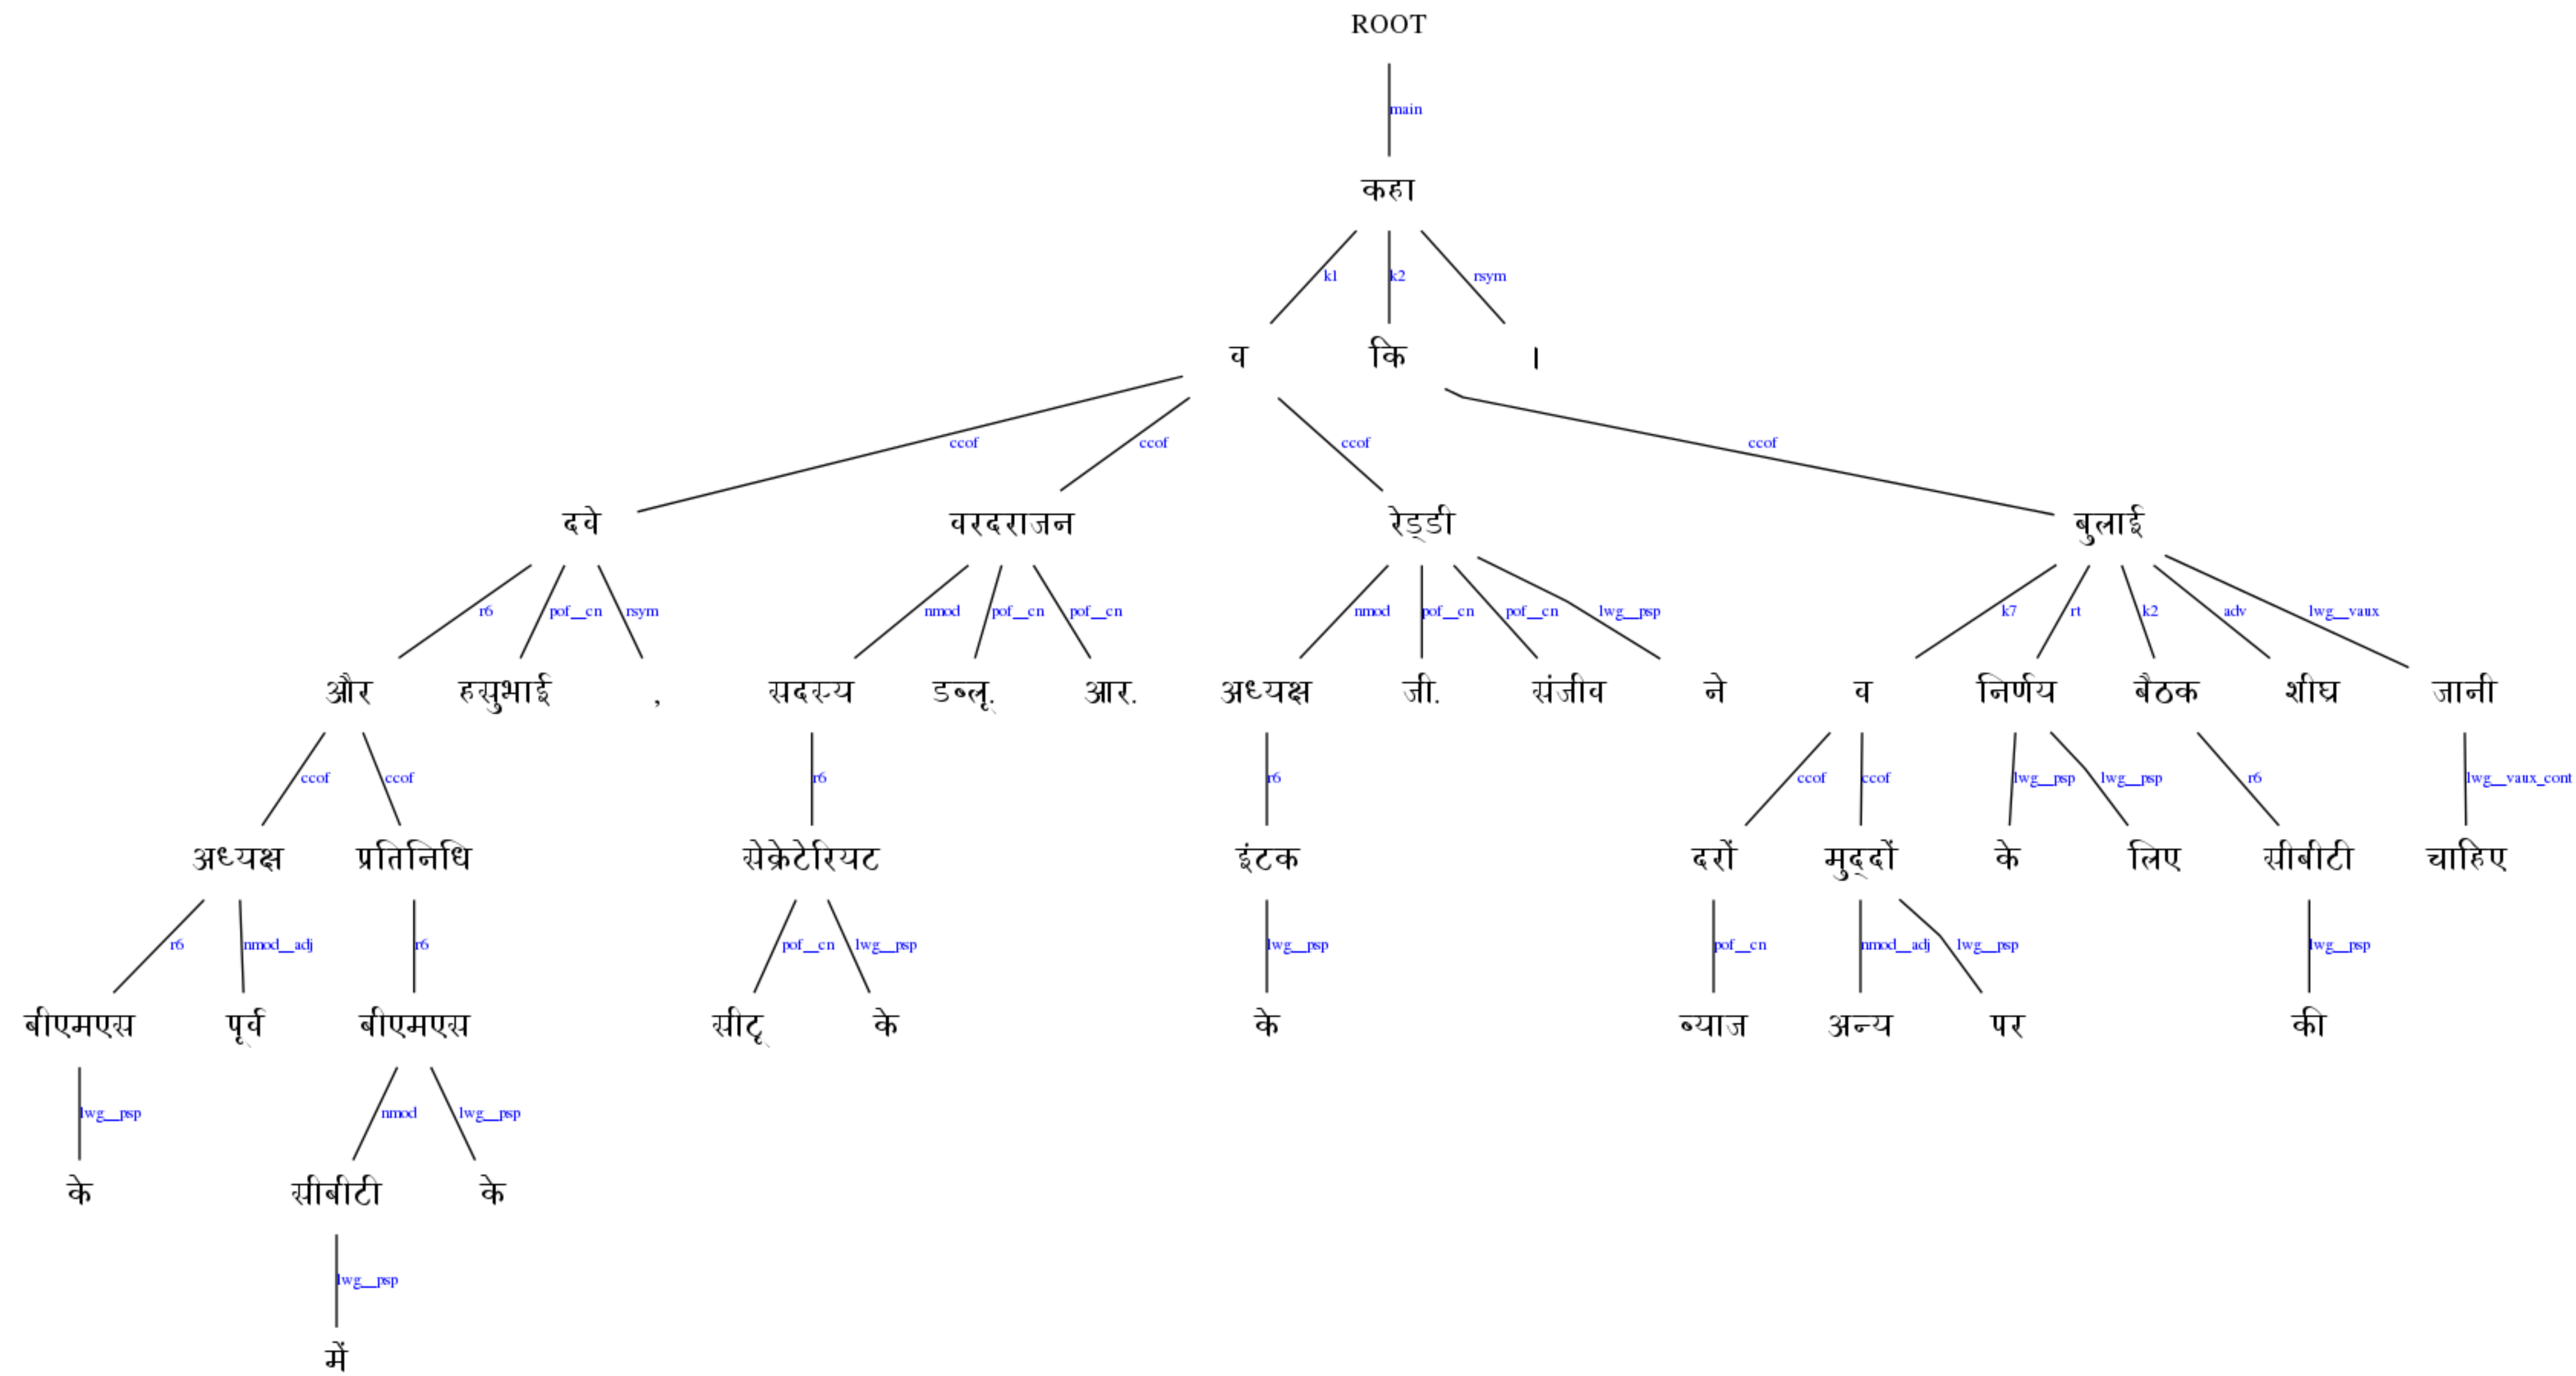 ROOT
main
कहा
k1 k2 rsym
व कि ।
ccof ccof ccof ccof
दवे वरदराजन रेड्डी बुलाई
r6 pof__cn rsym nmod pof__cn pof__cn nmod pof__cn pof__cn lwg__psp k7 rt k2 adv lwg__vaux
और हसुभाई , सदस्य डब्लू. आर. अध्यक्ष जी. संजीव ने व निर्णय बैठक शीघ्र जानी
ccof ccof r6 r6 ccof ccof lwg__psp lwg__psp r6 lwg__vaux_cont
अध्यक्ष प्रतिनिधि सेक्रेटेरियट इंटक दरों मुद्दों के लिए सीबीटी चाहिए
r6 nmod__adj r6 pof__cn lwg__psp lwg__psp pof__cn nmod__adj lwg__psp lwg__psp
बीएमएस पूर्व बीएमएस सीटू के के ब्याज अन्य पर की
lwg__psp nmod lwg__psp
के सीबीटी के
lwg__psp
में